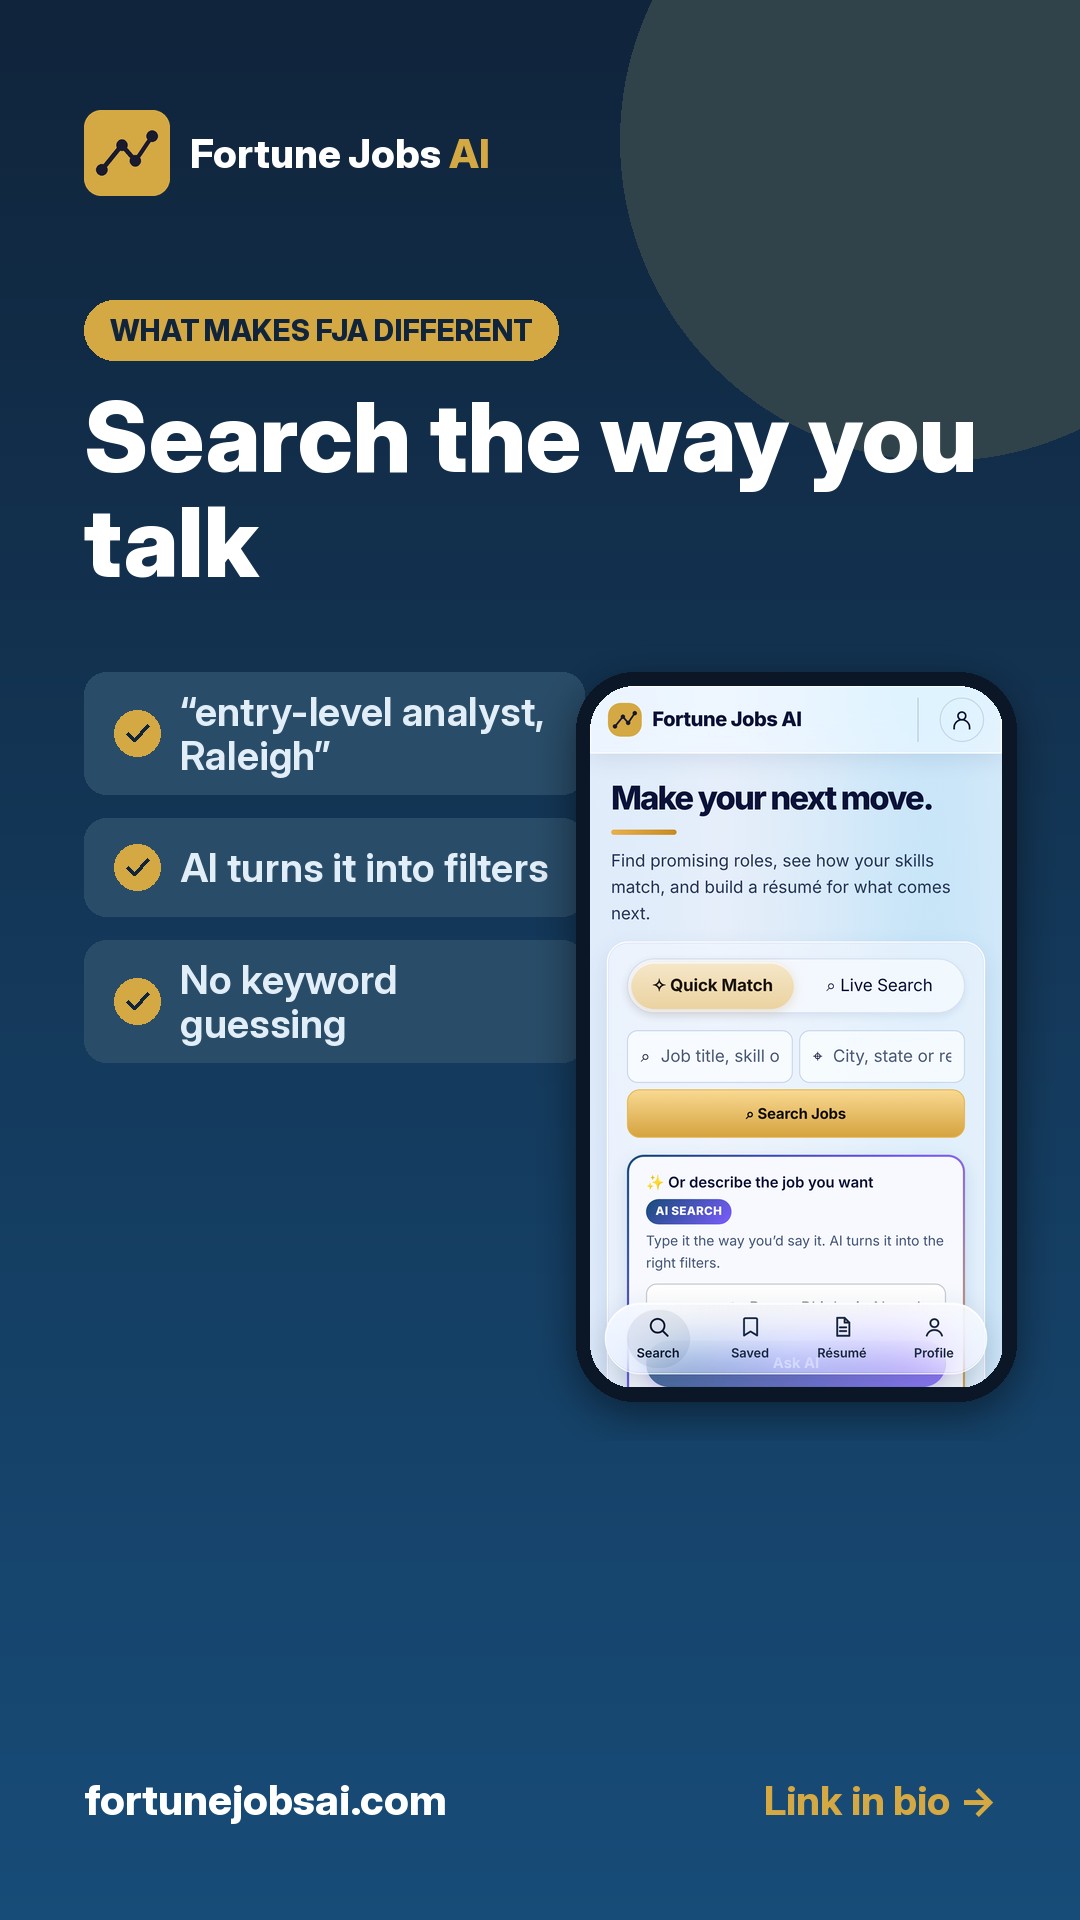 Fortune Jobs AI
WHAT MAKES FJA DIFFERENT
Search the way you
talk
“entry-level analyst,
Raleigh”
AI turns it into filters
No keyword
guessing
Fortune Jobs AI
Make your next move.
Find promising roles, see how your skills
match, and build a résumé for what comes
next.
Quick Match
Live Search
Job title, skill o
City, state or re
Search Jobs
Or describe the job you want
AI SEARCH
Type it the way you’d say it. AI turns it into the
right filters.
Ask AI
Search
Saved
Résumé
Profile
fortunejobsai.com
Link in bio →